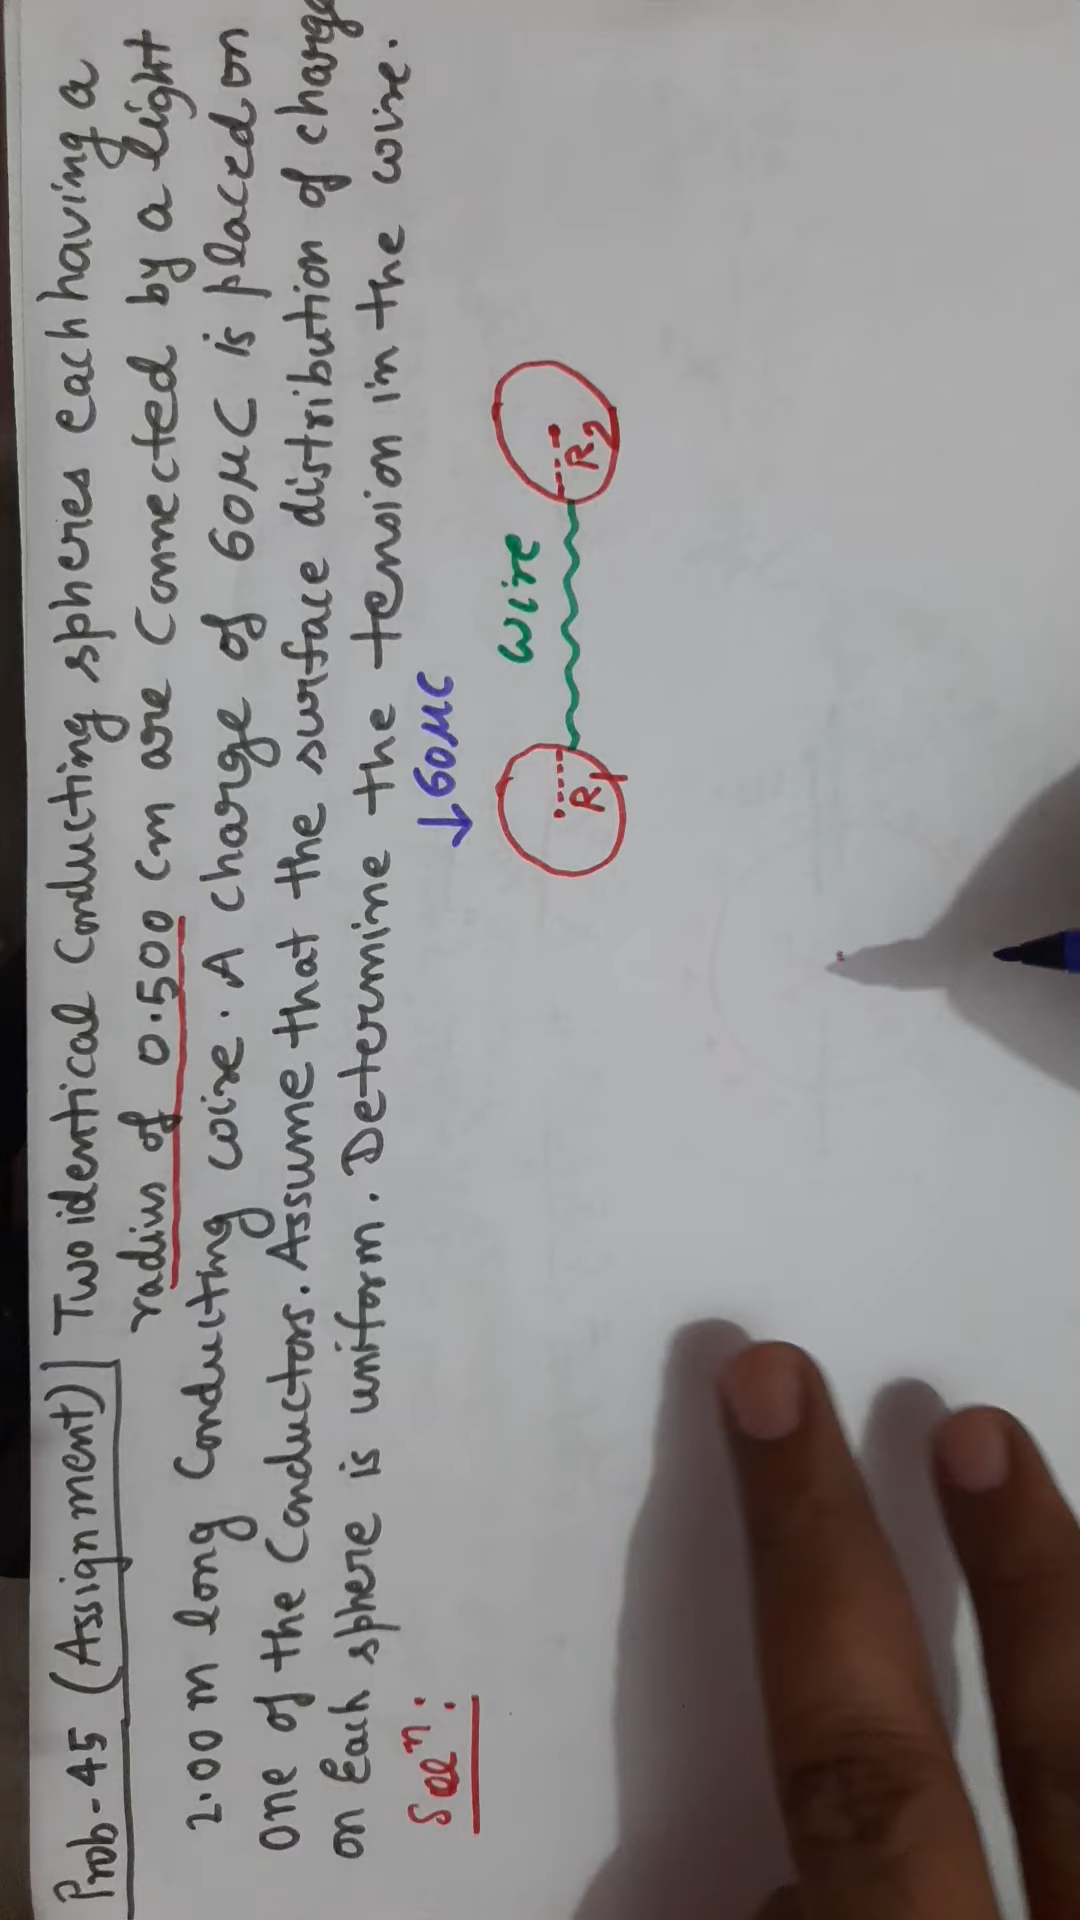 Prob-45 (Assignment) Two identical Conducting spheres each having a
radius of 0.500 cm are Connected by a light
2.00 m long Conducting wire. A charge of 60μC is placed on
one of the Conductors. Assume that the surface distribution of charge
on Each sphere is uniform. Determine the tension in the wire.
Solⁿ:
↓60μC
Wire
R₁
R₂